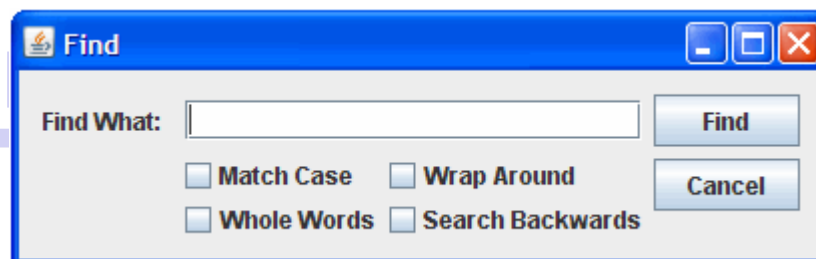 Find
Find What: Find
Match Case Wrap Around Cancel
Whole Words Search Backwards